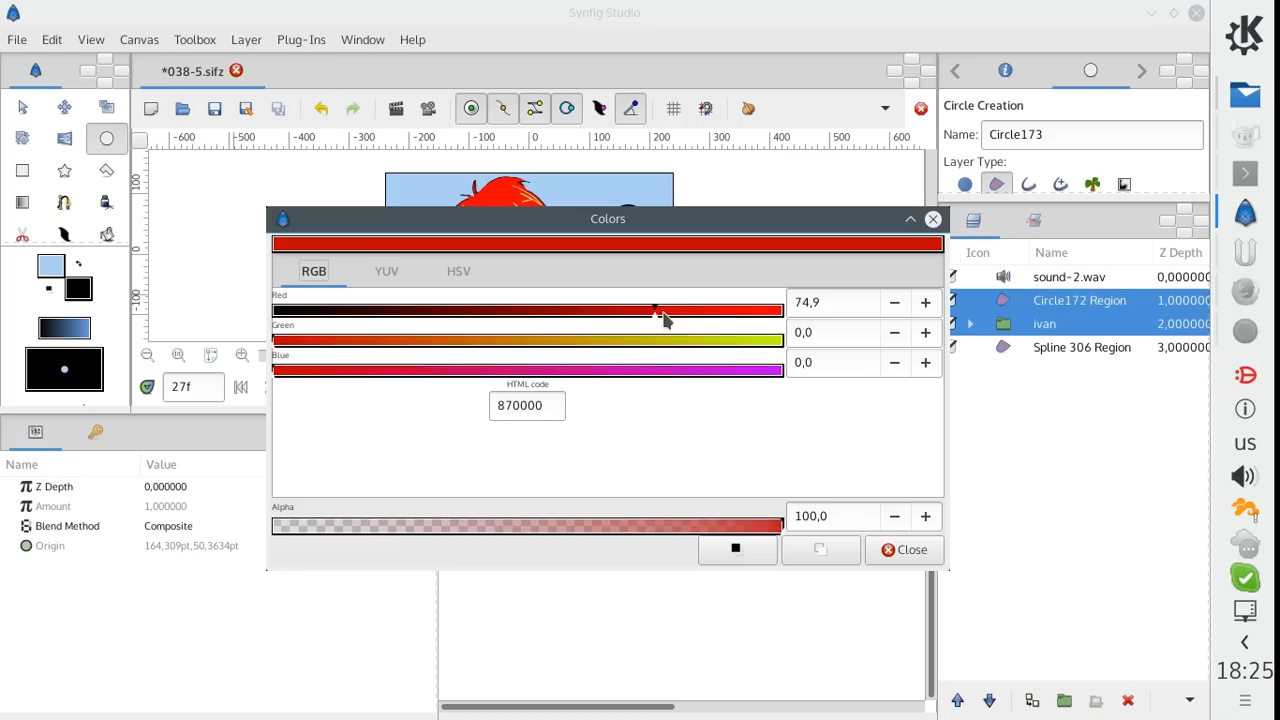 Synfig Studio
File Edit View Canvas Toolbox Layer Plug-Ins Window Help
*038-5.sifz
Circle Creation
Name: Circle173
Layer Type:
-600 -500 -400 -300 -200 -100 0 100 200 300 400 500 600
100
0
-100
Colors
RGB YUV HSV
Red
74,9
Green
0,0
Blue
0,0
HTML code
870000
Alpha
100,0
Close
Icon Name Z Depth
sound-2.wav 0,000000
Circle172 Region 1,000000
ivan 2,000000
Spline 306 Region 3,000000
27f
Name Value
Z Depth 0,000000
Amount 1,000000
Blend Method Composite
Origin 164,309pt,50,3634pt
us
18:25